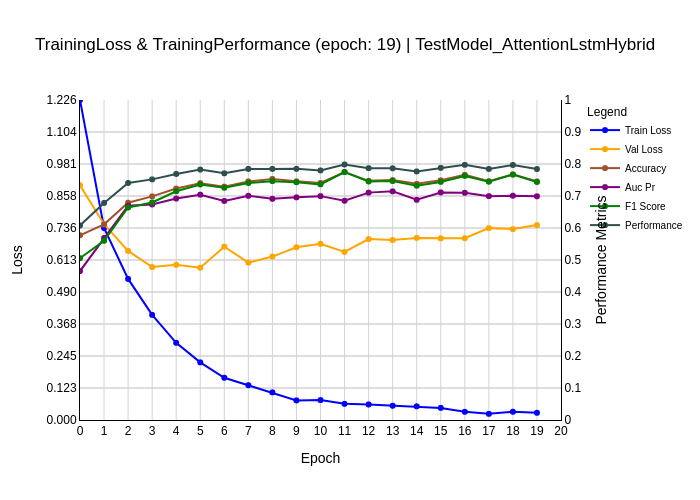 TrainingLoss & TrainingPerformance (epoch: 19) | TestModel_AttentionLstmHybrid
1.226
1.104
0.981
0.858
0.736
0.613
0.490
0.368
0.245
0.123
0.000
Loss
0 1 2 3 4 5 6 7 8 9 10 11 12 13 14 15 16 17 18 19 20
Epoch
1
0.9
0.8
0.7
0.6
0.5
0.4
0.3
0.2
0.1
0
Performance Metrics
Legend
Train Loss
Val Loss
Accuracy
Auc Pr
F1 Score
Performance